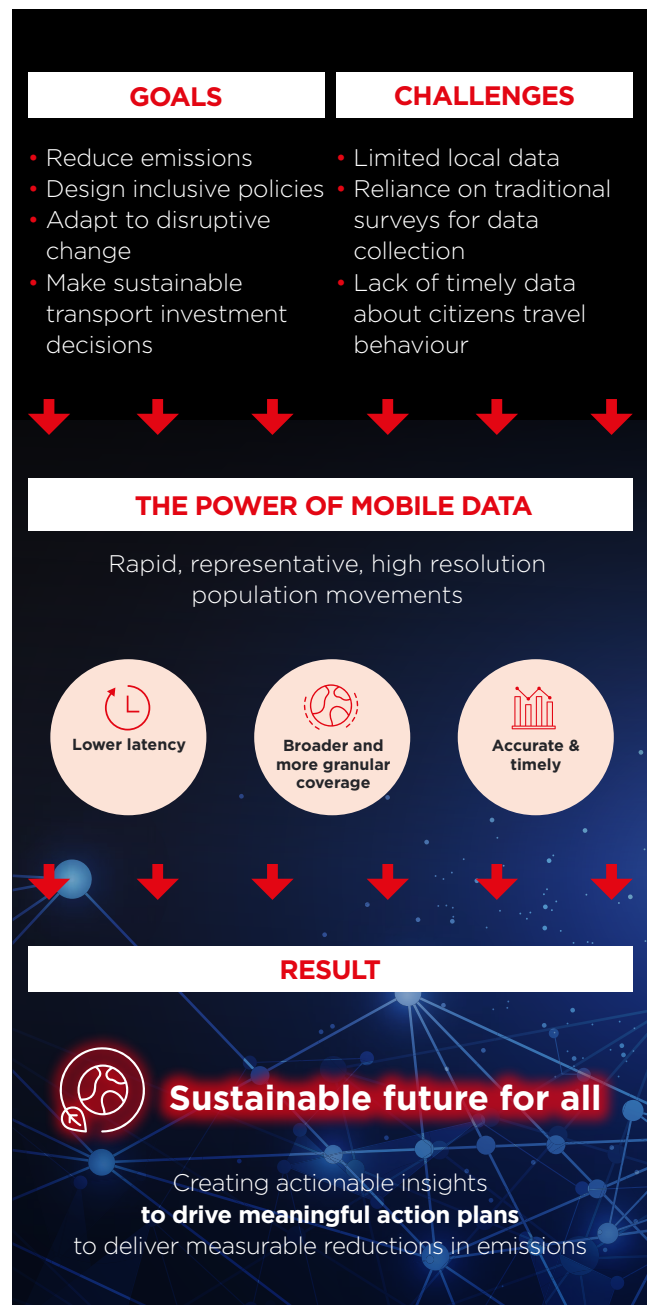 GOALS
• Reduce emissions
• Design inclusive policies
• Adapt to disruptive
change
• Make sustainable
transport investment
decisions
CHALLENGES
• Limited local data
• Reliance on traditional
surveys for data
collection
• Lack of timely data
about citizens travel
behaviour
THE POWER OF MOBILE DATA
Rapid, representative, high resolution
population movements
Lower latency
Broader and
more granular
coverage
Accurate &
timely
RESULT
Sustainable future for all
Creating actionable insights
to drive meaningful action plans
to deliver measurable reductions in emissions